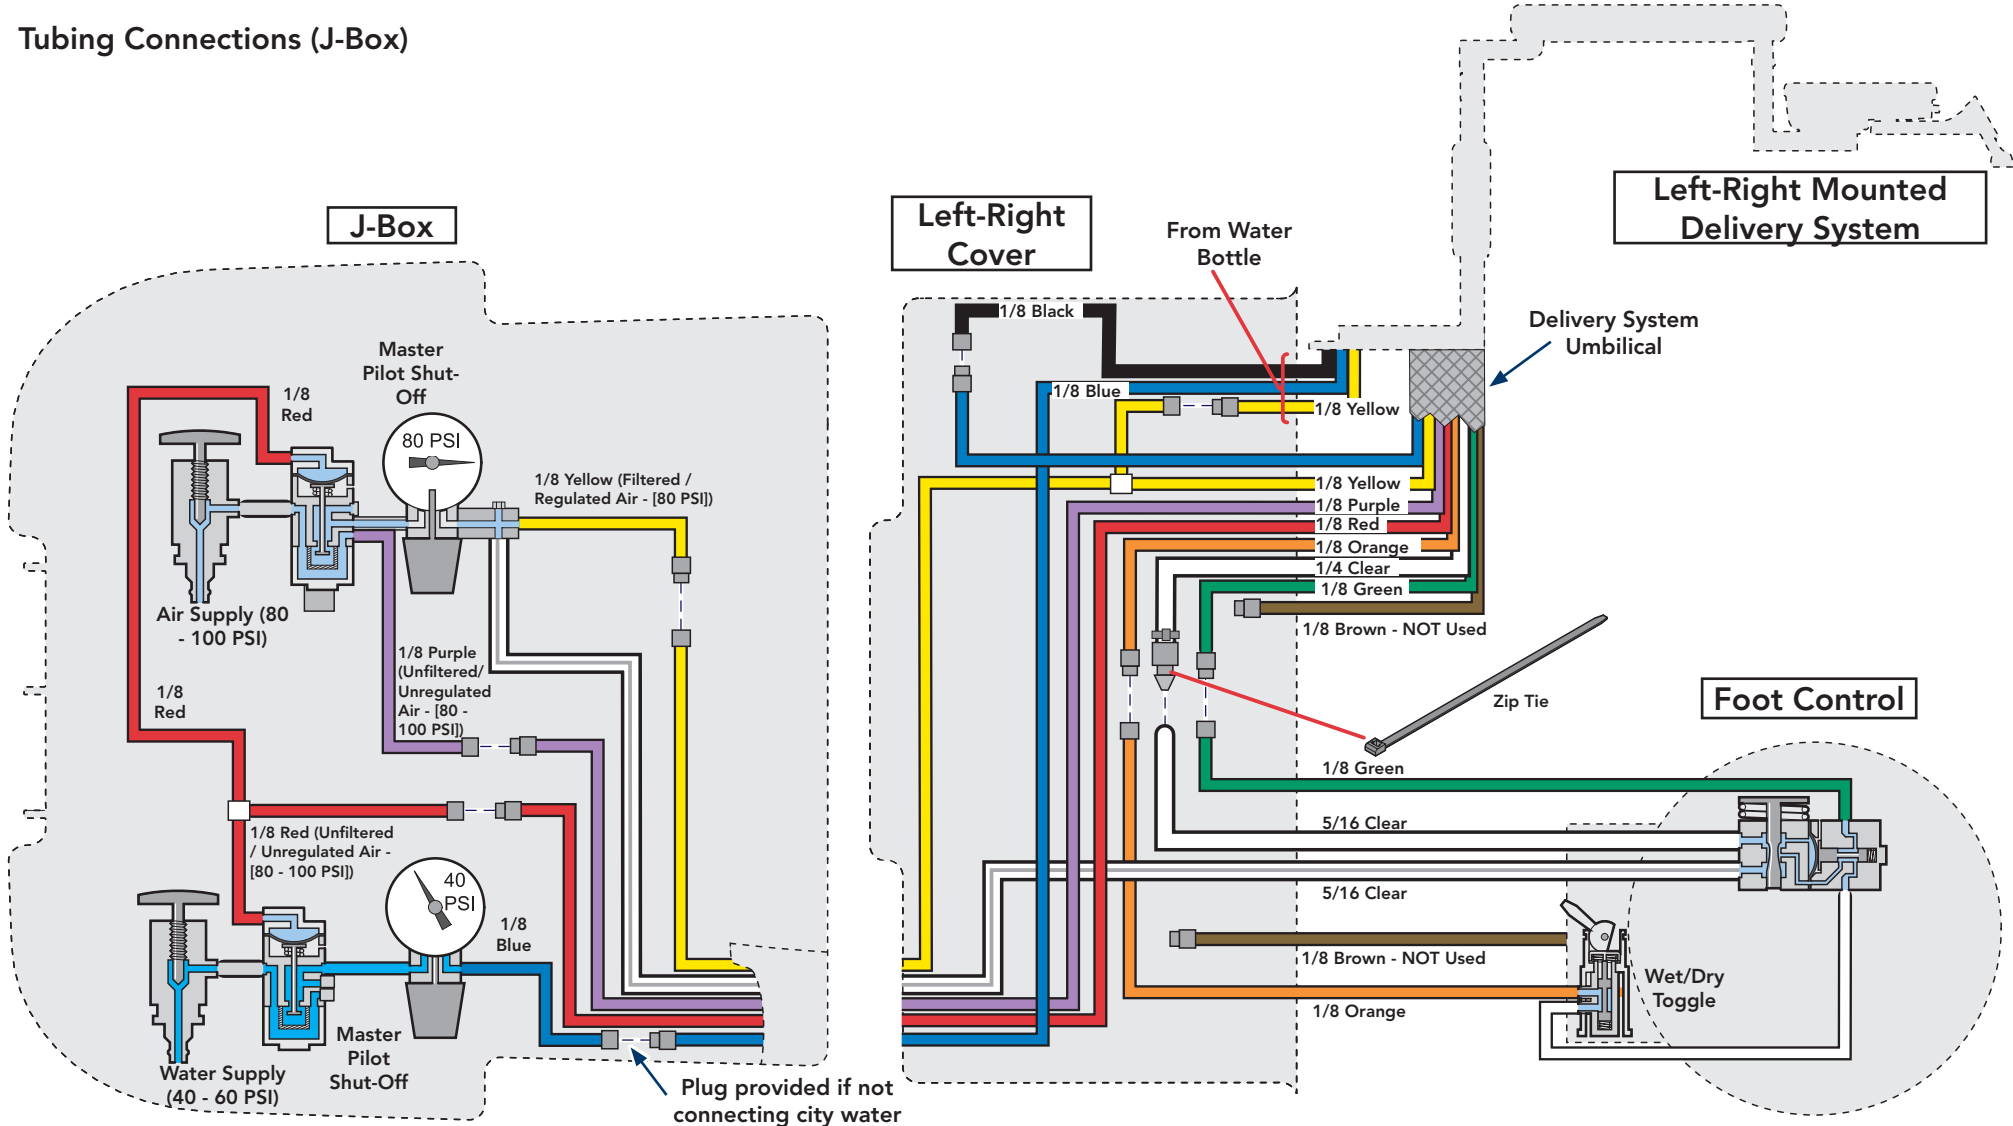 Tubing Connections (J-Box)
J-Box
Left-Right
Cover
From Water
Bottle
Left-Right Mounted
Delivery System
Delivery System
Umbilical
Master
Pilot Shut-
Off
1/8
Red
80 PSI
1/8 Yellow (Filtered /
Regulated Air - [80 PSI])
Air Supply (80
- 100 PSI)
1/8 Purple
(Unfiltered/
Unregulated
Air - [80 -
100 PSI])
1/8
Red
1/8 Red (Unfiltered
/ Unregulated Air -
[80 - 100 PSI])
40
PSI
1/8
Blue
Master
Pilot
Shut-Off
Water Supply
(40 - 60 PSI)
Plug provided if not
connecting city water
1/8 Black
1/8 Blue
1/8 Yellow
1/8 Yellow
1/8 Purple
1/8 Red
1/8 Orange
1/4 Clear
1/8 Green
1/8 Brown - NOT Used
Zip Tie
Foot Control
1/8 Green
5/16 Clear
5/16 Clear
1/8 Brown - NOT Used
1/8 Orange
Wet/Dry
Toggle